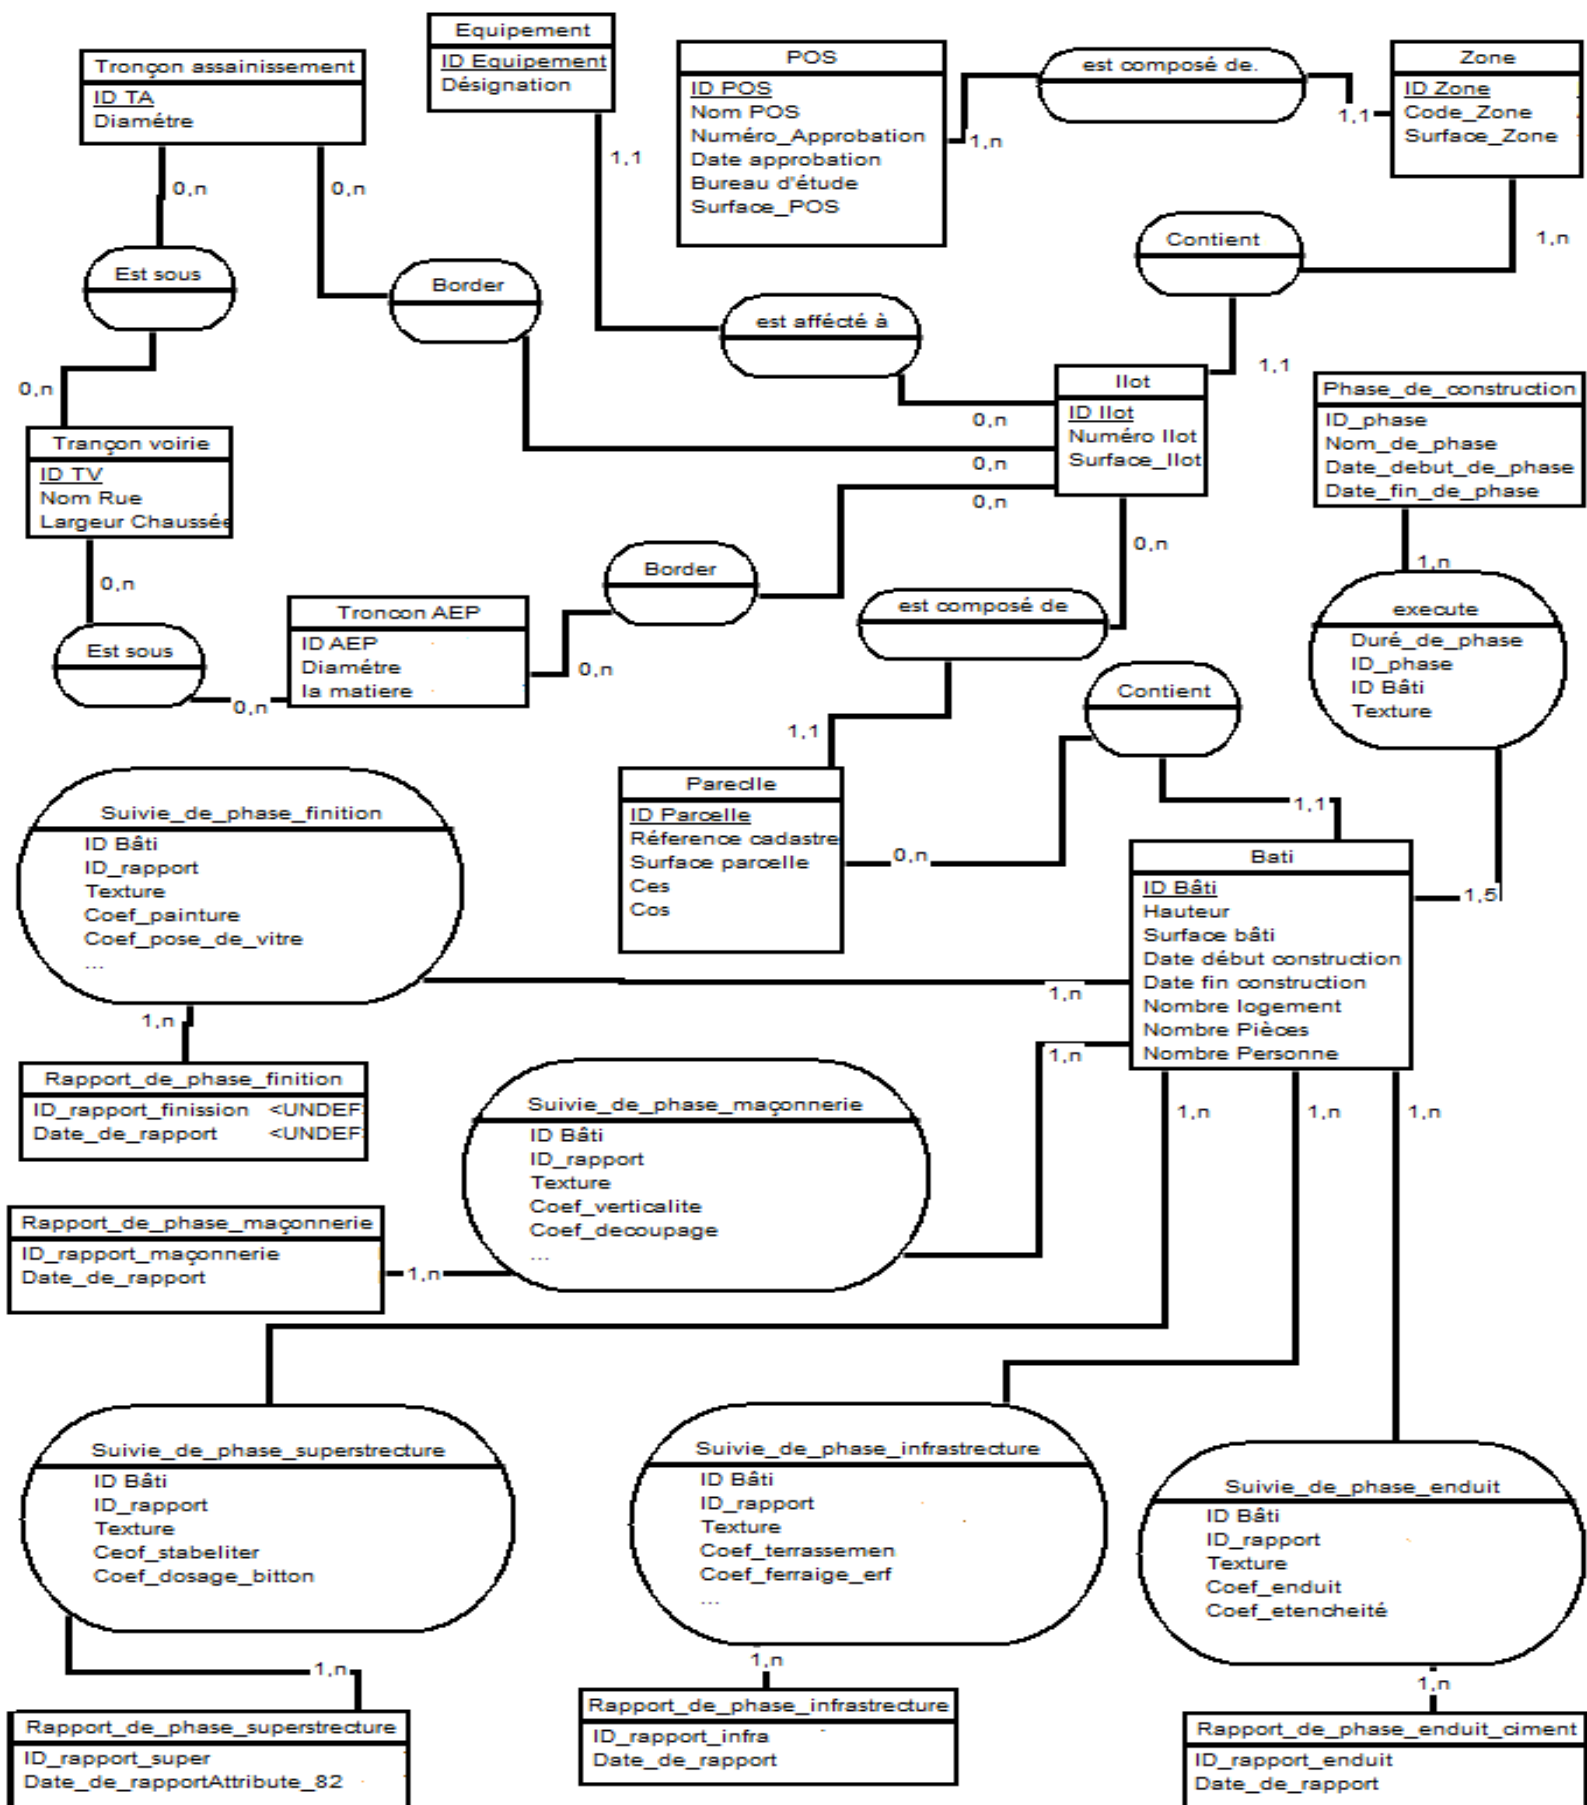 Equipement
ID Equipement
Désignation
Tronçon assainissement
ID TA
Diamétre
POS
ID POS
Nom POS
Numéro_Approbation
Date approbation
Bureau d'étude
Surface_POS
est composé de.
Zone
ID Zone
Code_Zone
Surface_Zone
1,n
1,1
1,1
0,n
0,n
1,n
Contient
Est sous
Border
est affécté à
1,1
0,n
Ilot
ID Ilot
Numéro Ilot
Surface_Ilot
0,n
0,n
0,n
0,n
Phase_de_construction
ID_phase
Nom_de_phase
Date_debut_de_phase
Date_fin_de_phase
1,n
Trançon voirie
ID TV
Nom Rue
Largeur Chaussée
0,n
Est sous
0,n
Troncon AEP
ID AEP
Diamétre
la matiere
Border
0,n
est composé de
1,1
execute
Duré_de_phase
ID_phase
ID Bâti
Texture
Contient
1,1
1,5
0,n
Pareclle
ID Parcelle
Réference cadastre
Surface parcelle
Ces
Cos
Suivie_de_phase_finition
ID Bâti
ID_rapport
Texture
Coef_painture
Coef_pose_de_vitre
...
Bati
ID Bâti
Hauteur
Surface bâti
Date début construction
Date fin construction
Nombre logement
Nombre Pièces
Nombre Personne
1,n
1,n
1,n
1,n
1,n
1,n
Rapport_de_phase_finition
ID_rapport_finission <UNDEF>
Date_de_rapport <UNDEF>
Suivie_de_phase_maçonnerie
ID Bâti
ID_rapport
Texture
Coef_verticalite
Coef_decoupage
...
Rapport_de_phase_maçonnerie
ID_rapport_maçonnerie
Date_de_rapport
1,n
Suivie_de_phase_superstrecture
ID Bâti
ID_rapport
Texture
Ceof_stabeliter
Coef_dosage_bitton
Suivie_de_phase_infrastrecture
ID Bâti
ID_rapport
Texture
Coef_terrassemen
Coef_ferraige_erf
...
Suivie_de_phase_enduit
ID Bâti
ID_rapport
Texture
Coef_enduit
Coef_etencheité
1,n
1,n
1,n
Rapport_de_phase_superstrecture
ID_rapport_super
Date_de_rapportAttribute_82
Rapport_de_phase_infrastrecture
ID_rapport_infra
Date_de_rapport
Rapport_de_phase_enduit_ciment
ID_rapport_enduit
Date_de_rapport